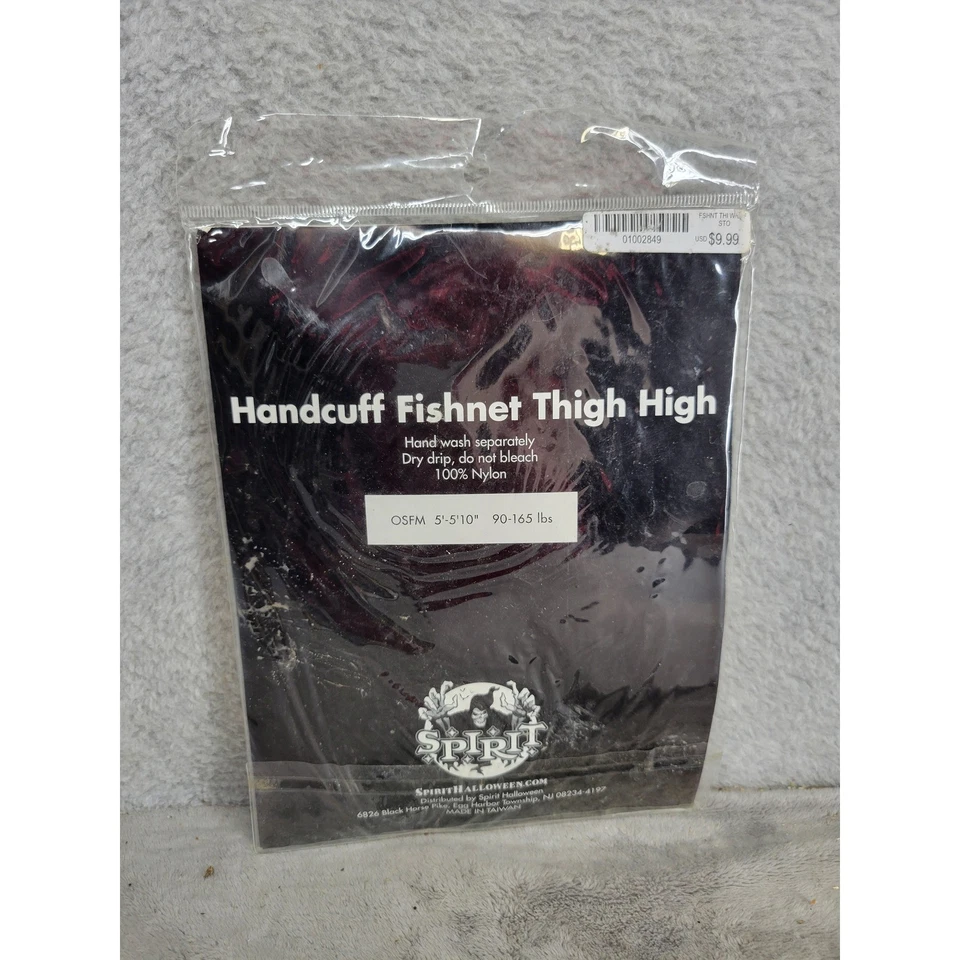 FSHNT THI WH
STO
01002849
USD $9.99
Handcuff Fishnet Thigh High
Hand wash separately
Dry drip, do not bleach
100% Nylon
OSFM 5'-5'10" 90-165 lbs
SPIRIT
SPIRITHALLOWEEN.COM
Distributed by Spirit Halloween
6826 Black Horse Pike, Egg Harbor Township, NJ 08234-4197
MADE IN TAIWAN